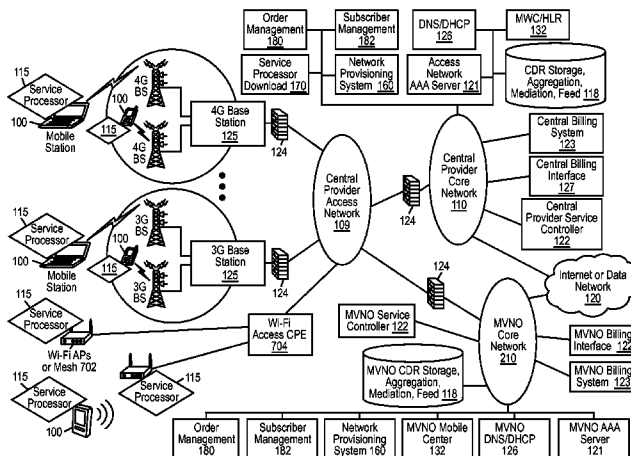 Order
Management
180
Subscriber
Management
182
DNS/DHCP
126
MWC/HLR
132
Service
Processor
Download 170
Network
Provisioning
System 160
Access
Network
AAA Server 121
CDR Storage,
Aggregation,
Mediation, Feed 118
115
Service
Processor
100
Mobile
Station
4G
BS
100
115
4G
BS
4G Base
Station
125
124
Central
Provider
Access
Network
109
124
Central
Provider
Core
Network
110
Central Billing
System
123
Central Billing
Interface
127
Central
Provider Service
Controller
122
115
Service
Processor
100
Mobile
Station
3G
BS
100
115
3G
BS
3G Base
Station
125
124
124
Internet or Data
Network
120
115
Service
Processor
Wi-Fi APs
or Mesh 702
Wi-Fi
Access CPE
704
115
Service
Processor
115
Service
Processor
100
MVNO Service
Controller 122
MVNO
Core
Network
210
MVNO Billing
Interface 122
MVNO Billing
System 123
MVNO CDR Storage,
Aggregation,
Mediation, Feed 118
Order
Management
180
Subscriber
Management
182
Network
Provisioning
System 160
MVNO Mobile
Center
132
MVNO
DNS/DHCP
126
MVNO AAA
Server
121